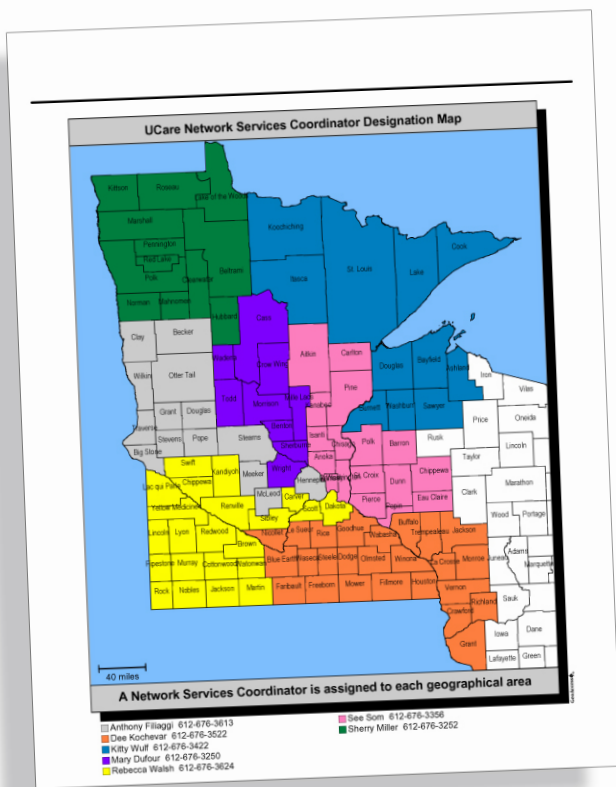 UCare Network Services Coordinator Designation Map
Kittson Roseau Lake of the Woods
Marshall Koochiching
Pennington Cook
Red Lake Beltrami St. Louis Lake
Polk Clearwater Itasca
Norman Mahnomen Hubbard Cass
Clay Becker Aitkin Carlton Douglas Bayfield Ashland Iron
Wilkin Otter Tail Crow Wing Pine Vilas
Grant Douglas Todd Morrison Mille Lacs Burnett Washburn Sawyer Price Oneida
Traverse Stevens Pope Stearns Benton Isanti Chisago Polk Barron Rusk Lincoln
Big Stone Sherburne Anoka Taylor
Swift Kandiyohi Meeker Wright Hennepin St. Croix Dunn Chippewa Clark Marathon
Lac qui Parle Chippewa McLeod Carver Dakota Pierce Pepin Eau Claire
Yellow Medicine Renville Sibley Scott Wood Portage
Lincoln Lyon Redwood Brown Nicollet Le Sueur Rice Goodhue Wabasha Buffalo Trempealeau Jackson Adams
Pipestone Murray Cottonwood Watonwan Blue Earth Waseca Steele Dodge Olmsted Winona La Crosse Monroe Juneau Marquette
Rock Nobles Jackson Martin Faribault Freeborn Mower Fillmore Houston Vernon Sauk
Crawford Richland
Grant Iowa Dane
Lafayette Green
40 miles
A Network Services Coordinator is assigned to each geographical area
Anthony Fillaggi 612-676-3613
Dee Kochevar 612-676-3522
Kitty Wulf 612-676-3422
Mary Dufour 612-676-3250
Rebecca Walsh 612-676-3624
See Som 612-676-3356
Sherry Miller 612-676-3252